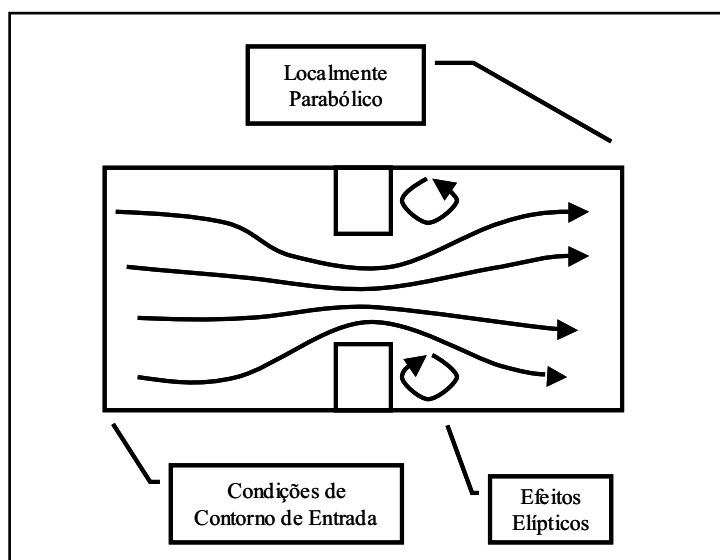 Localmente
Parabólico
Condições de
Contorno de Entrada
Efeitos
Elípticos